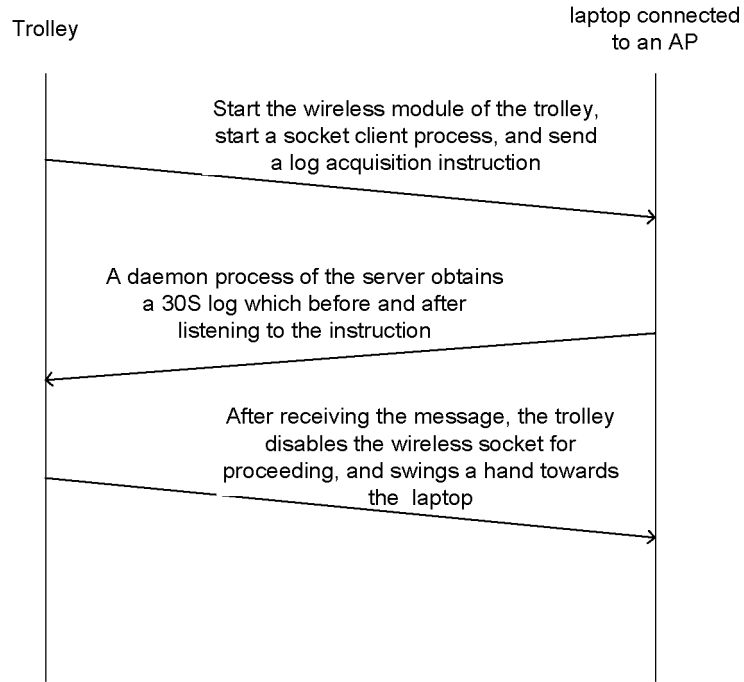 Trolley
laptop connected
to an AP
Start the wireless module of the trolley,
start a socket client process, and send
a log acquisition instruction
A daemon process of the server obtains
a 30S log which before and after
listening to the instruction
After receiving the message, the trolley
disables the wireless socket for
proceeding, and swings a hand towards
the laptop